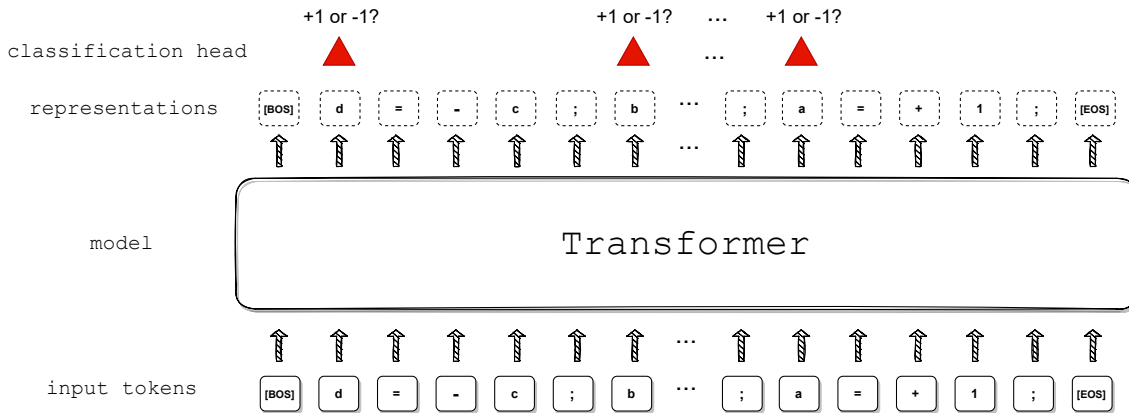 +1 or -1? +1 or -1? ... +1 or -1?
classification head ...
representations [BOS] d = - c ; b ... ; a = + 1 ; [EOS]
...
model Transformer
...
input tokens [BOS] d = - c ; b ... ; a = + 1 ; [EOS]